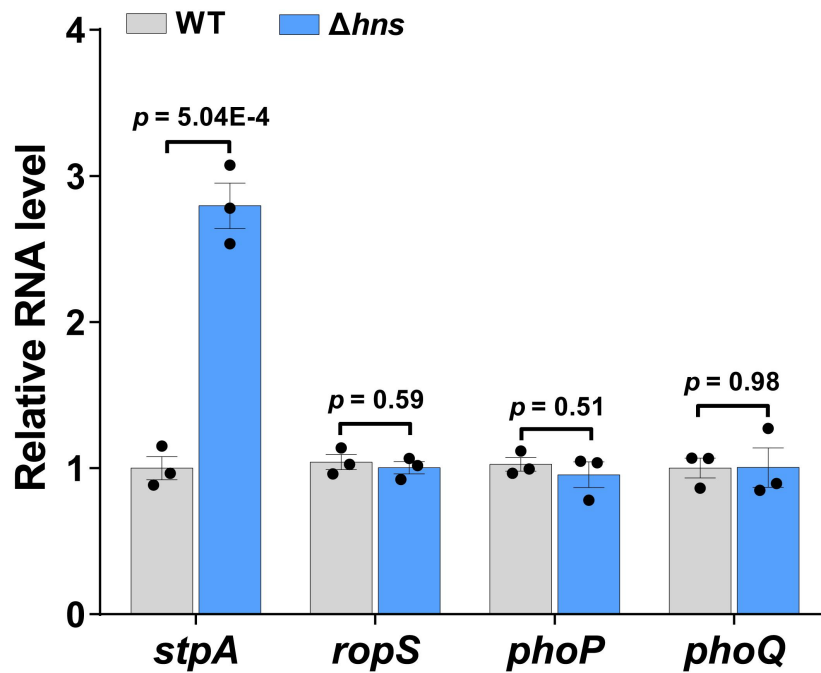 WT Δhns
Relative RNA level
4
3
2
1
0
p = 5.04E-4
p = 0.59
p = 0.51
p = 0.98
stpA ropS phoP phoQ